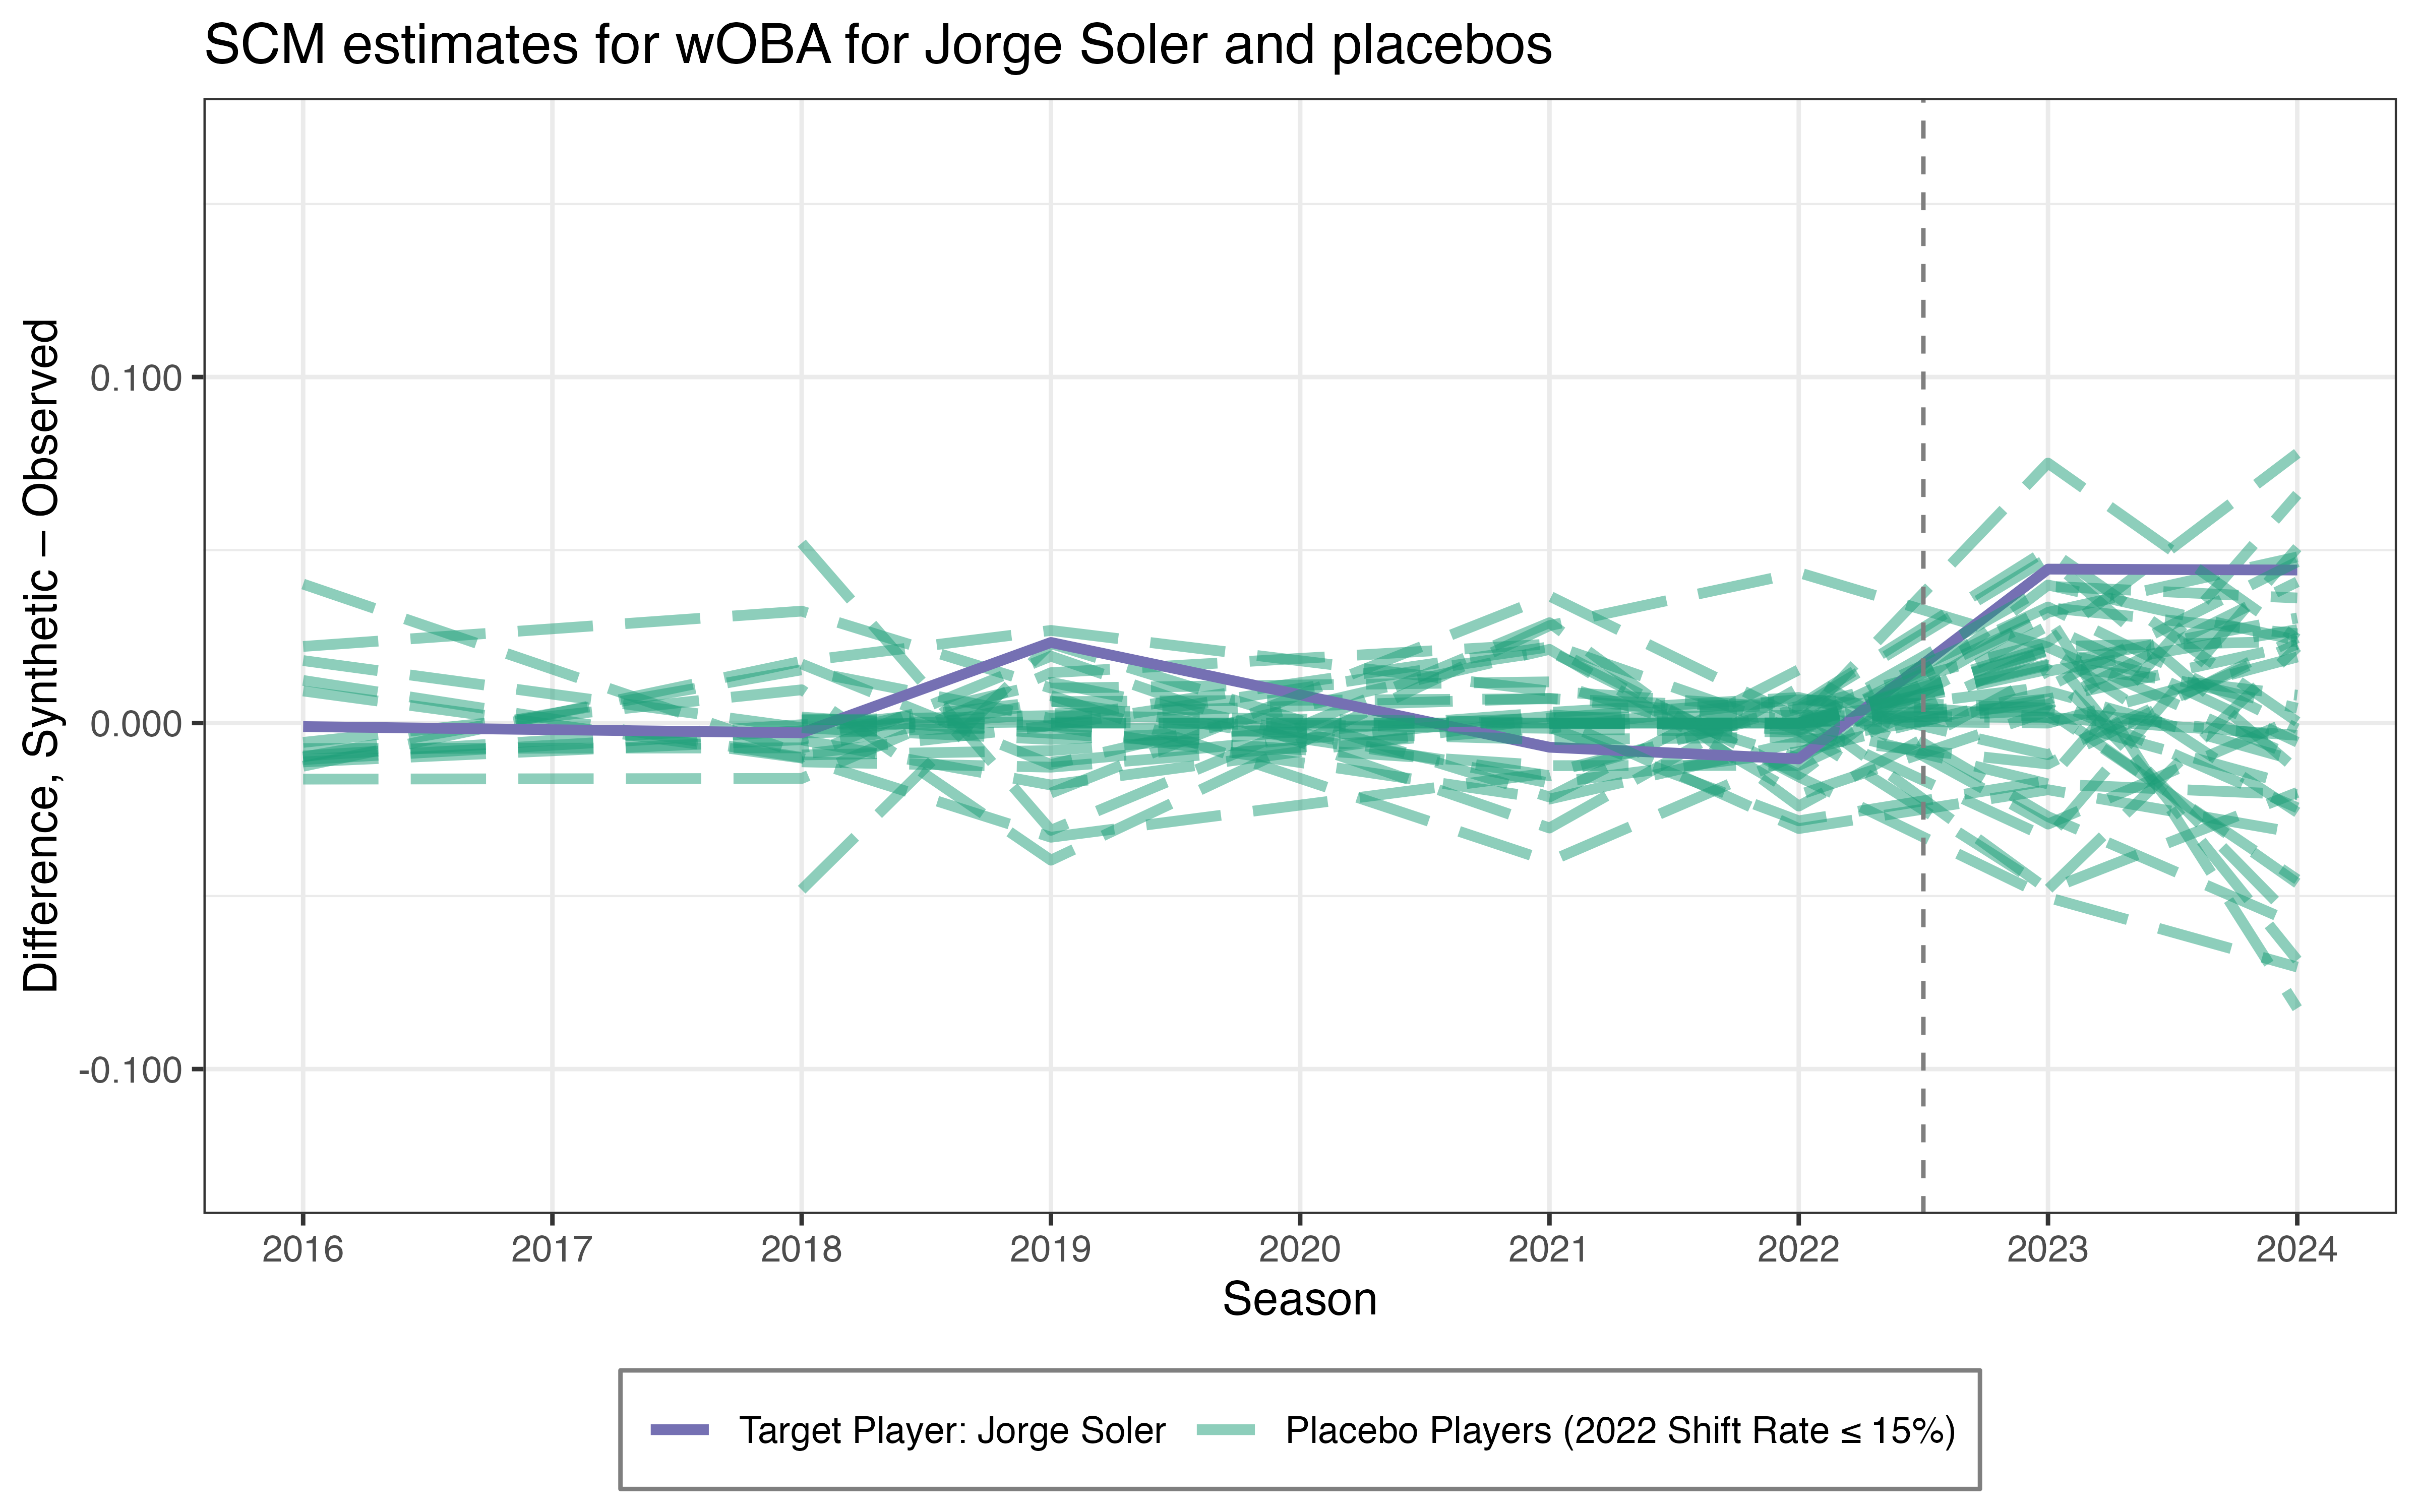 SCM estimates for wOBA for Jorge Soler and placebos
Difference, Synthetic – Observed
0.100
0.000
-0.100
2016 2017 2018 2019 2020 2021 2022 2023 2024
Season
Target Player: Jorge Soler Placebo Players (2022 Shift Rate ≤ 15%)